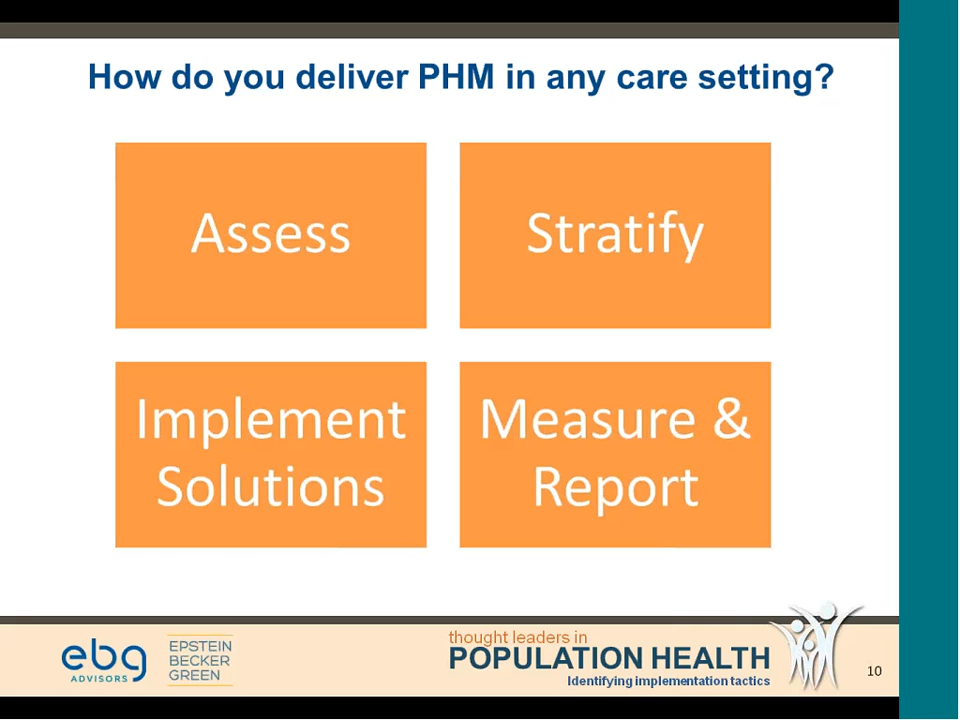 How do you deliver PHM in any care setting?
Assess
Stratify
Implement
Solutions
Measure &
Report
ebg
ADVISORS
EPSTEIN
BECKER
GREEN
thought leaders in
POPULATION HEALTH
Identifying implementation tactics
10